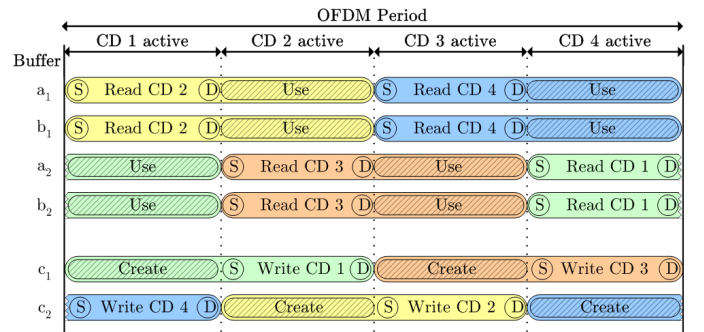 OFDM Period
CD 1 active CD 2 active CD 3 active CD 4 active
Buffer
a1 S Read CD 2 D Use S Read CD 4 D Use
b1 S Read CD 2 D Use S Read CD 4 D Use
a2 Use S Read CD 3 D Use S Read CD 1 D
b2 Use S Read CD 3 D Use S Read CD 1 D
c1 Create S Write CD 1 D Create S Write CD 3 D
c2 S Write CD 4 D Create S Write CD 2 D Create